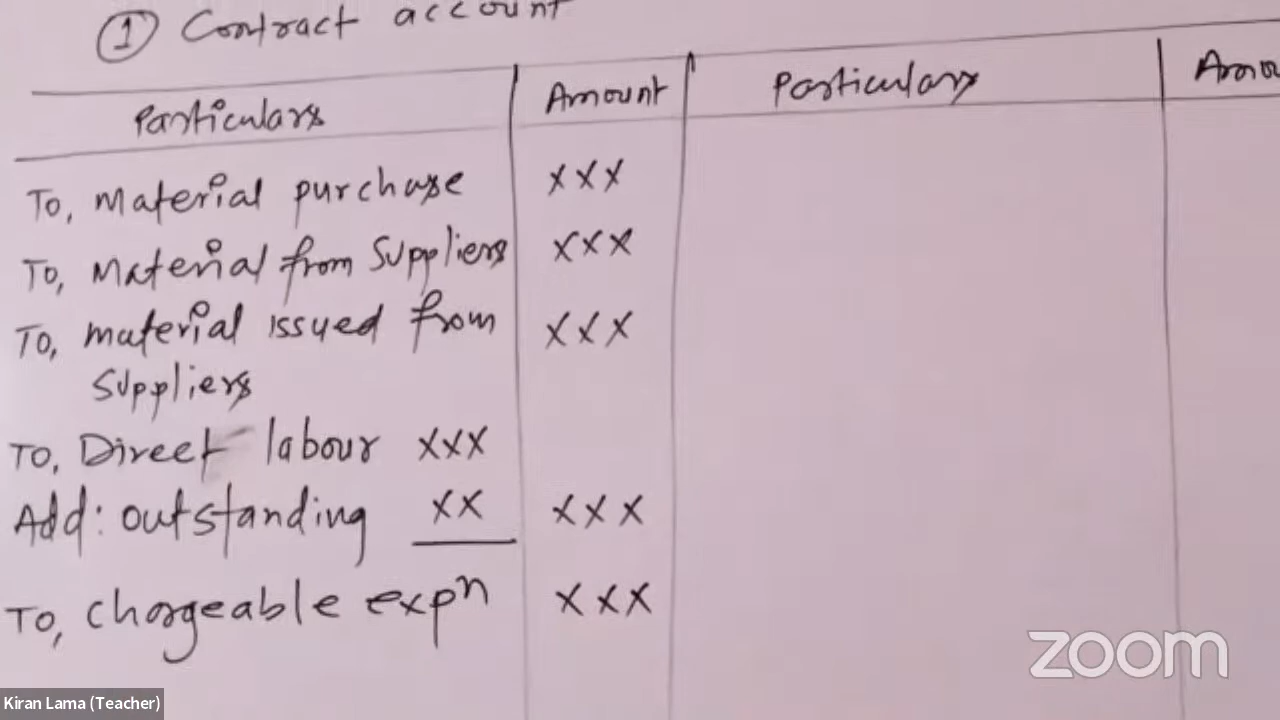 ① Contract account
Particulars Amount Particulars Amou
To, Material purchase xxx
To, Material from Suppliers xxx
To, material issued from xxx
Suppliers
To, Direct labour xxx
Add: outstanding xx xxx
To, Chargeable expn xxx
zoom
Kiran Lama (Teacher)